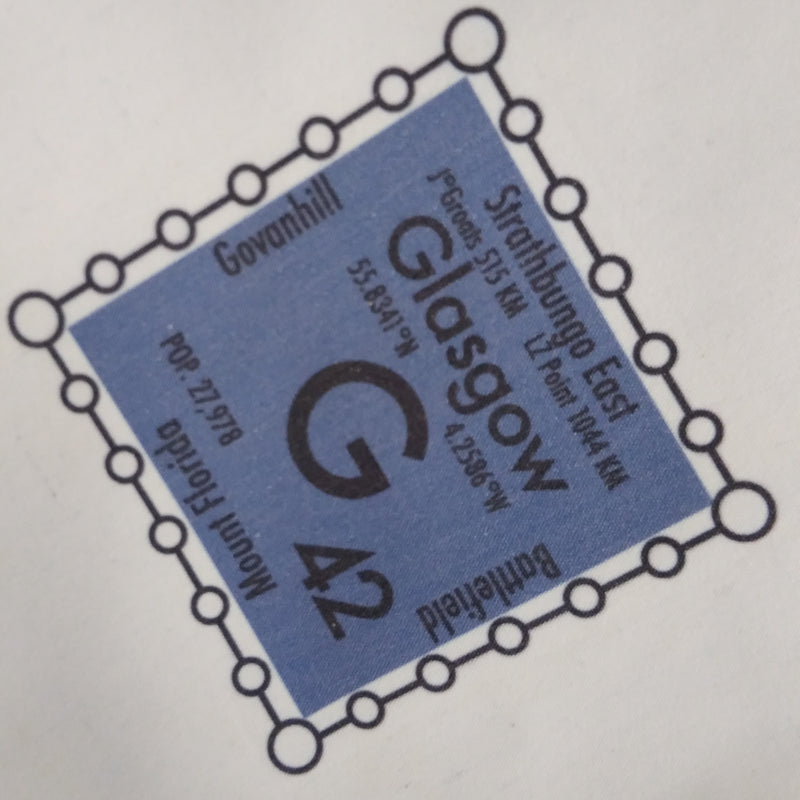 Strathbungo East
J°Groats 515 KM
LZ Point 1044 KM
Glasgow
55.8341°N
4.2586°W
G
42
POP. 27,978
Govanhill
Battlefield
Mount Florida